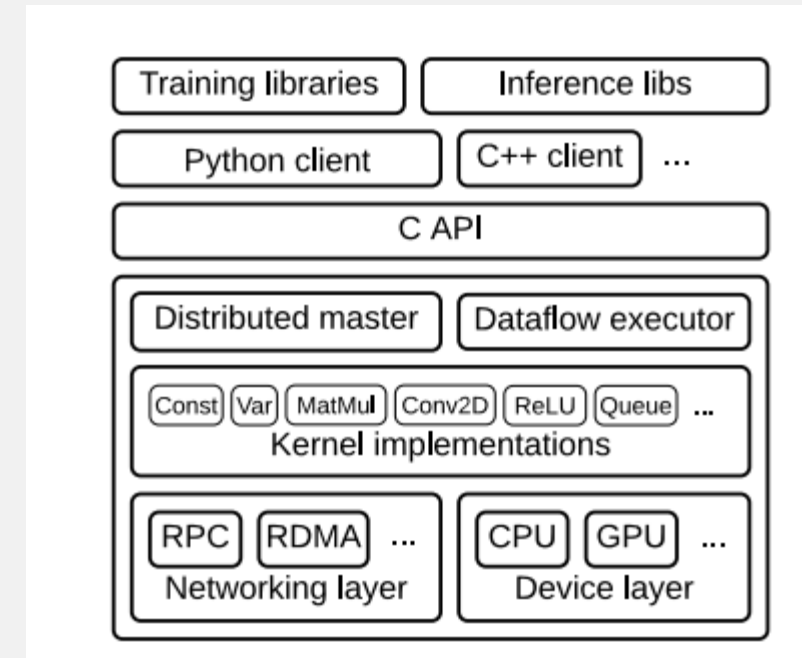 Training libraries Inference libs
Python client C++ client ...
C API
Distributed master Dataflow executor
Const Var MatMul Conv2D ReLU Queue ...
Kernel implementations
RPC RDMA ... CPU GPU ...
Networking layer Device layer